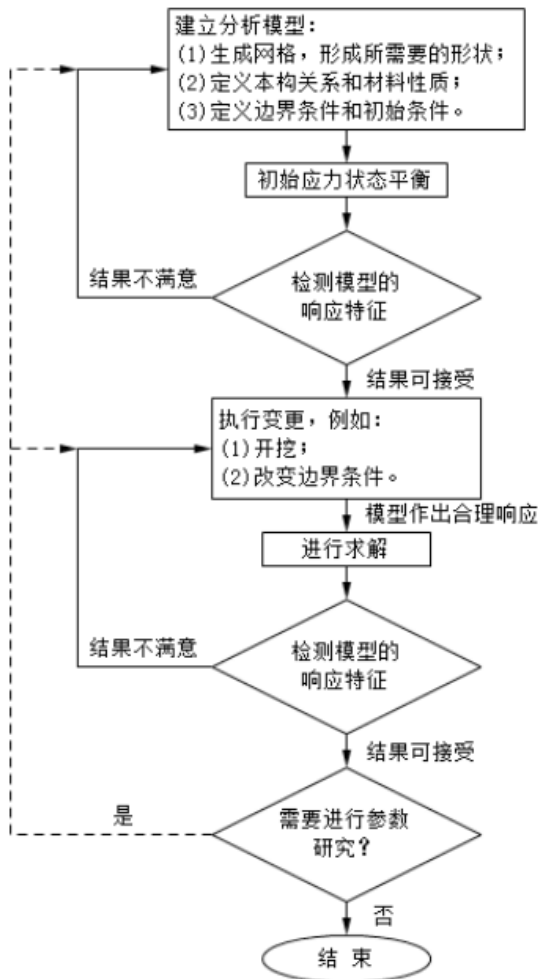 建立分析模型：
(1)生成网格，形成所需要的形状；
(2)定义本构关系和材料性质；
(3)定义边界条件和初始条件。
初始应力状态平衡
结果不满意
检测模型的
响应特征
结果可接受
执行变更，例如：
(1)开挖；
(2)改变边界条件。
模型作出合理响应
进行求解
结果不满意
检测模型的
响应特征
结果可接受
是
需要进行参数
研究？
否
结 束